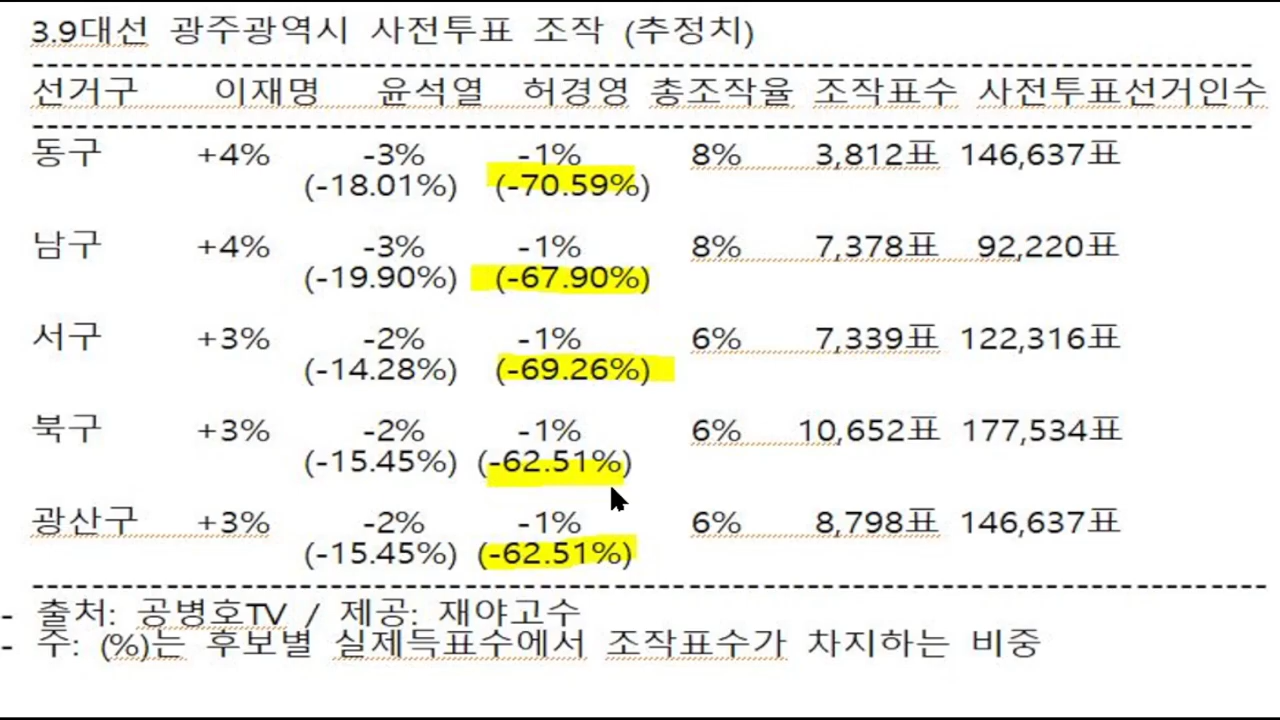 3.9대선 광주광역시 사전투표 조작 (추정치)
선거구 이재명 윤석열 허경영 총조작율 조작표수 사전투표선거인수
동구 +4% -3% -1% 8% 3,812표 146,637표
(-18.01%) (-70.59%)
남구 +4% -3% -1% 8% 7,378표 92,220표
(-19.90%) (-67.90%)
서구 +3% -2% -1% 6% 7,339표 122,316표
(-14.28%) (-69.26%)
북구 +3% -2% -1% 6% 10,652표 177,534표
(-15.45%) (-62.51%)
광산구 +3% -2% -1% 6% 8,798표 146,637표
(-15.45%) (-62.51%)
- 출처: 공병호TV / 제공: 재야고수
- 주: (%)는 후보별 실제득표수에서 조작표수가 차지하는 비중